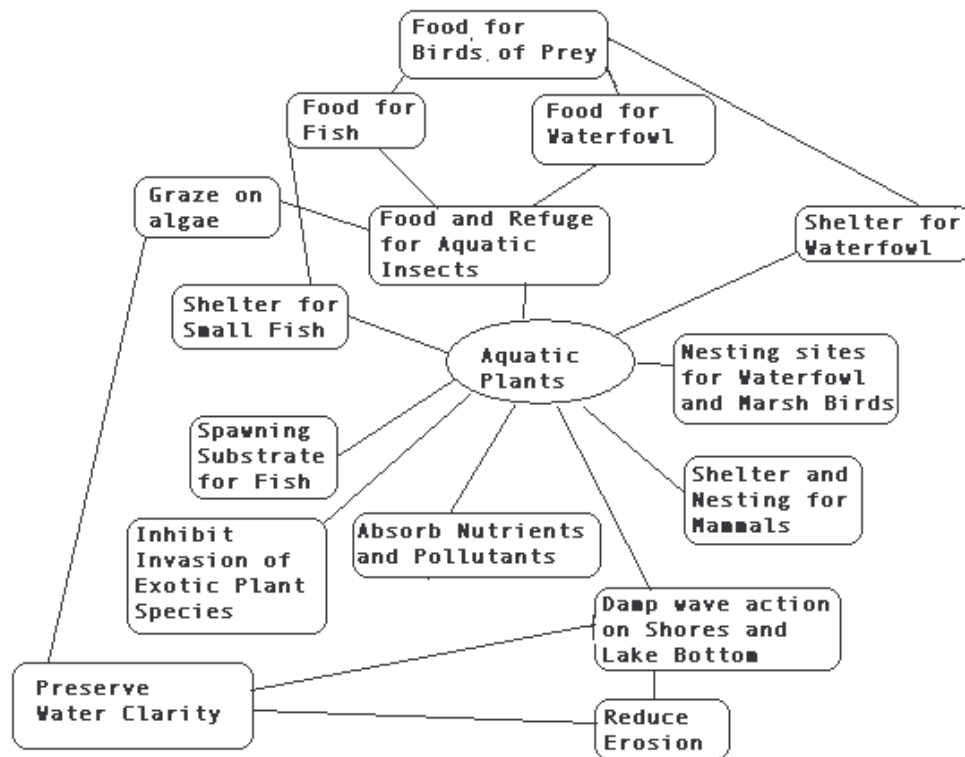 Food for
Birds of Prey
Food for
Fish
Food for
Waterfowl
Graze on
algae
Food and Refuge
for Aquatic
Insects
Shelter for
Waterfowl
Shelter for
Small Fish
Aquatic
Plants
Nesting sites
for Waterfowl
and Marsh Birds
Spawning
Substrate
for Fish
Shelter and
Nesting for
Mammals
Inhibit
Invasion of
Exotic Plant
Species
Absorb Nutrients
and Pollutants
Damp wave action
on Shores and
Lake Bottom
Preserve
Water Clarity
Reduce
Erosion